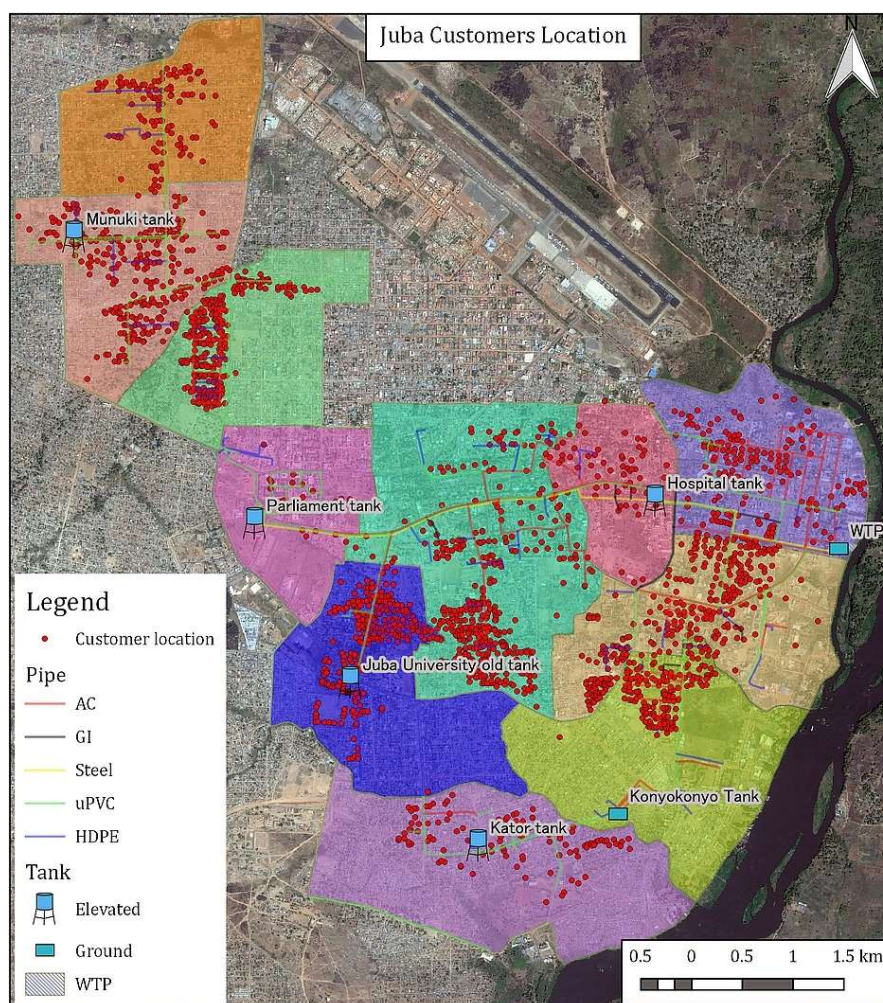 Juba Customers Location
N
Munuki tank
Parliament tank
Hospital tank
WTP
Juba University old tank
Konyokonyo Tank
Kator tank
Legend
Customer location
Pipe
AC
GI
Steel
uPVC
HDPE
Tank
Elevated
Ground
WTP
0.5 0 0.5 1 1.5 km